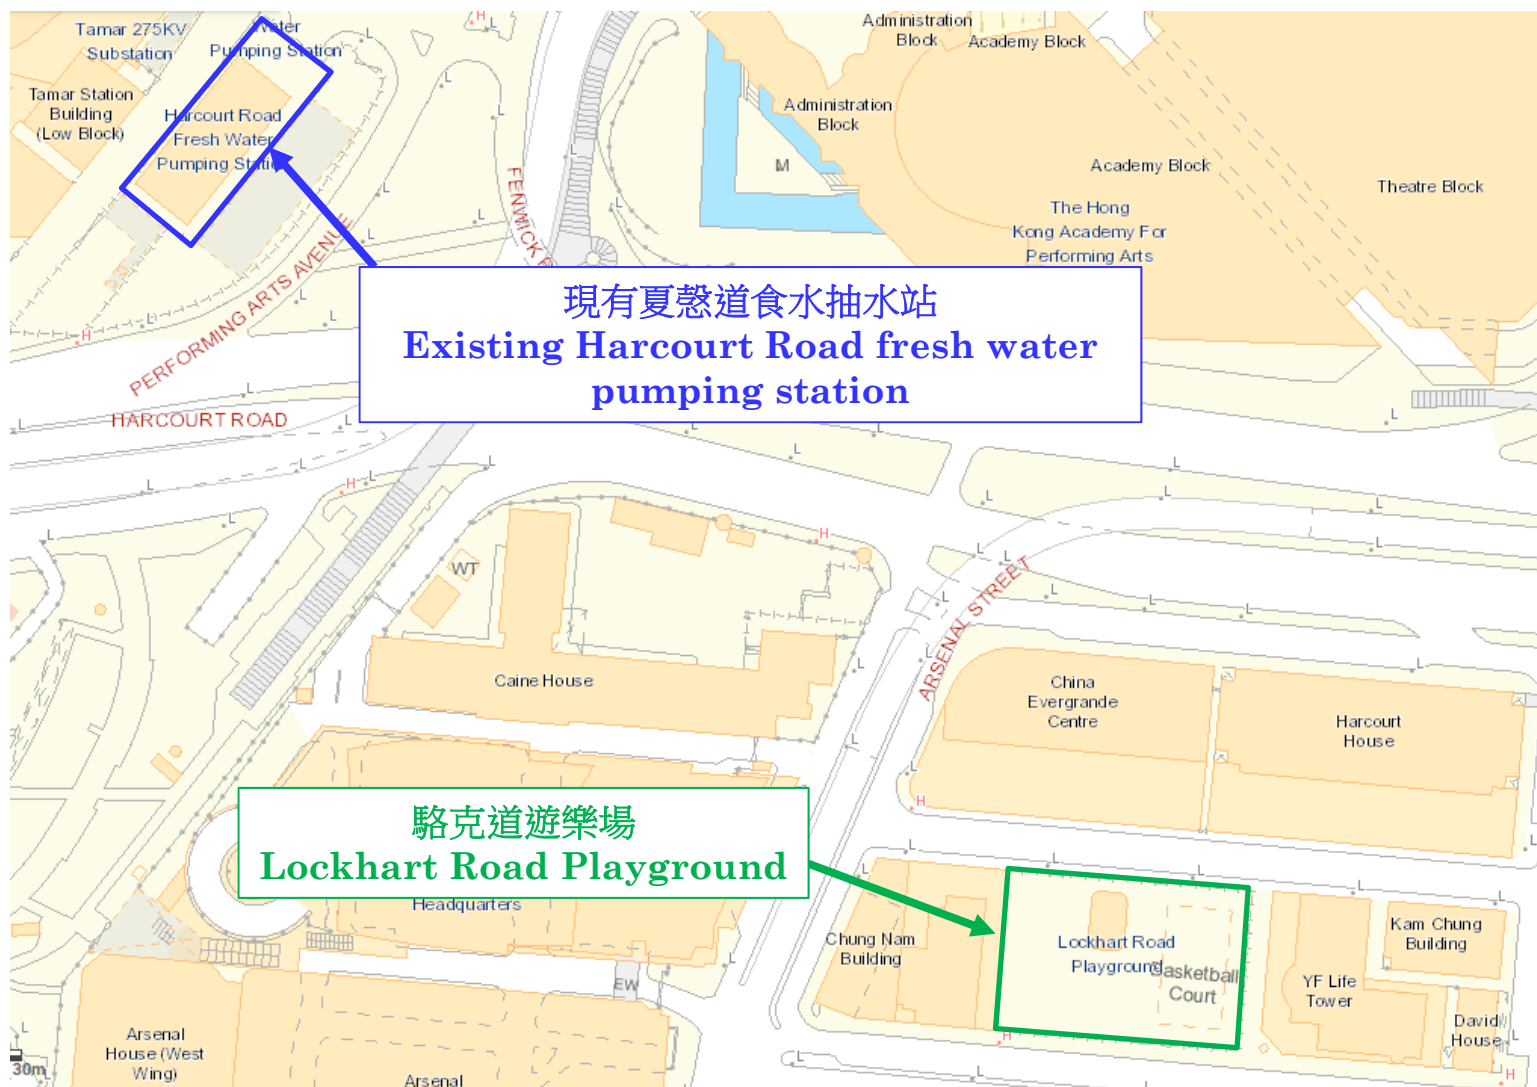 Tamar 275KV
Substation
Water
Pumping Station
Tamar Station
Building
(Low Block)
Harcourt Road
Fresh Water
Pumping Station
Administration
Block
Academy Block
Administration
Block
M
Academy Block
Theatre Block
The Hong
Kong Academy For
Performing Arts
FENWICK
PERFORMING ARTS AVENUE
HARCOURT ROAD
現有夏慤道食水抽水站
Existing Harcourt Road fresh water
pumping station
WT
Caine House
ARSENAL STREET
China
Evergrande
Centre
Harcourt
House
駱克道遊樂場
Lockhart Road Playground
Headquarters
Chung Nam
Building
Lockhart Road
Playground
Basketball
Court
YF Life
Tower
Kam Chung
Building
David
House
EW
Arsenal
House (West
Wing)
Arsenal
30m